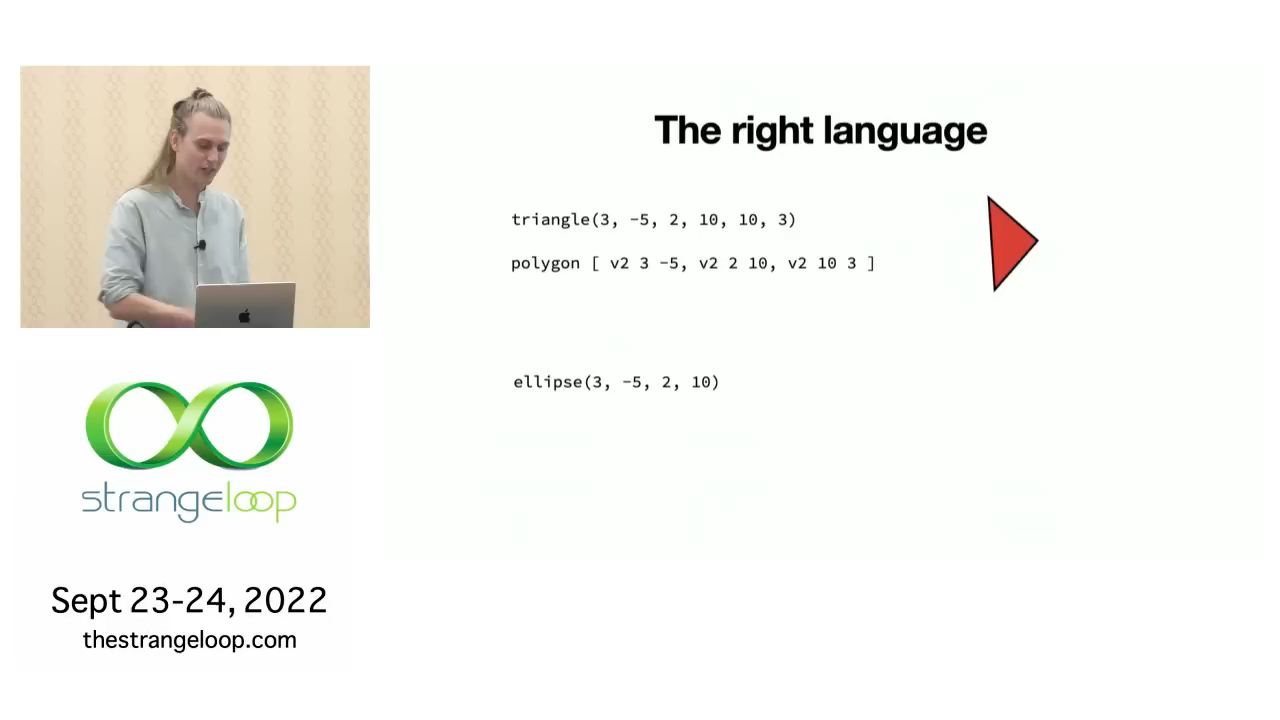 The right language
triangle(3, -5, 2, 10, 10, 3)
polygon [ v2 3 -5, v2 2 10, v2 10 3 ]
ellipse(3, -5, 2, 10)
strangeloop
Sept 23-24, 2022
thestrangeloop.com